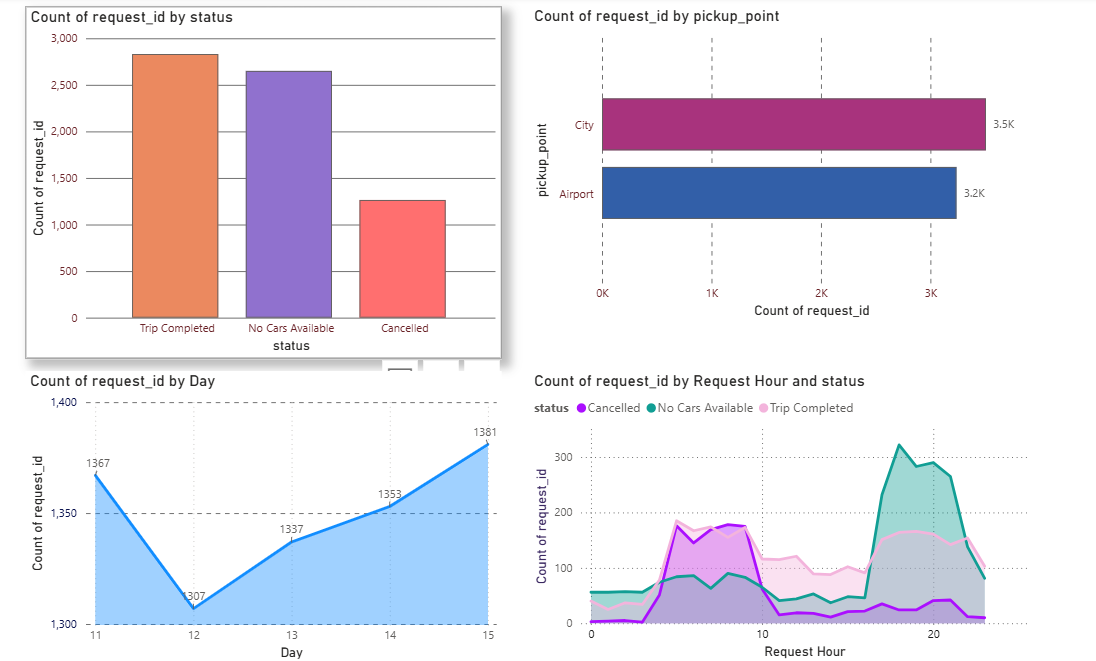 Count of request_id by status
3,000
2,500
2,000
1,500
1,000
500
0
Count of request_id
Trip Completed
No Cars Available
Cancelled
status
Count of request_id by pickup_point
pickup_point
City
3.5K
Airport
3.2K
0K
1K
2K
3K
Count of request_id
Count of request_id by Day
1,400
1,350
1,300
Count of request_id
1367
1307
1337
1353
1381
11
12
13
14
15
Day
Count of request_id by Request Hour and status
status Cancelled No Cars Available Trip Completed
300
200
100
0
Count of request_id
0
10
20
Request Hour